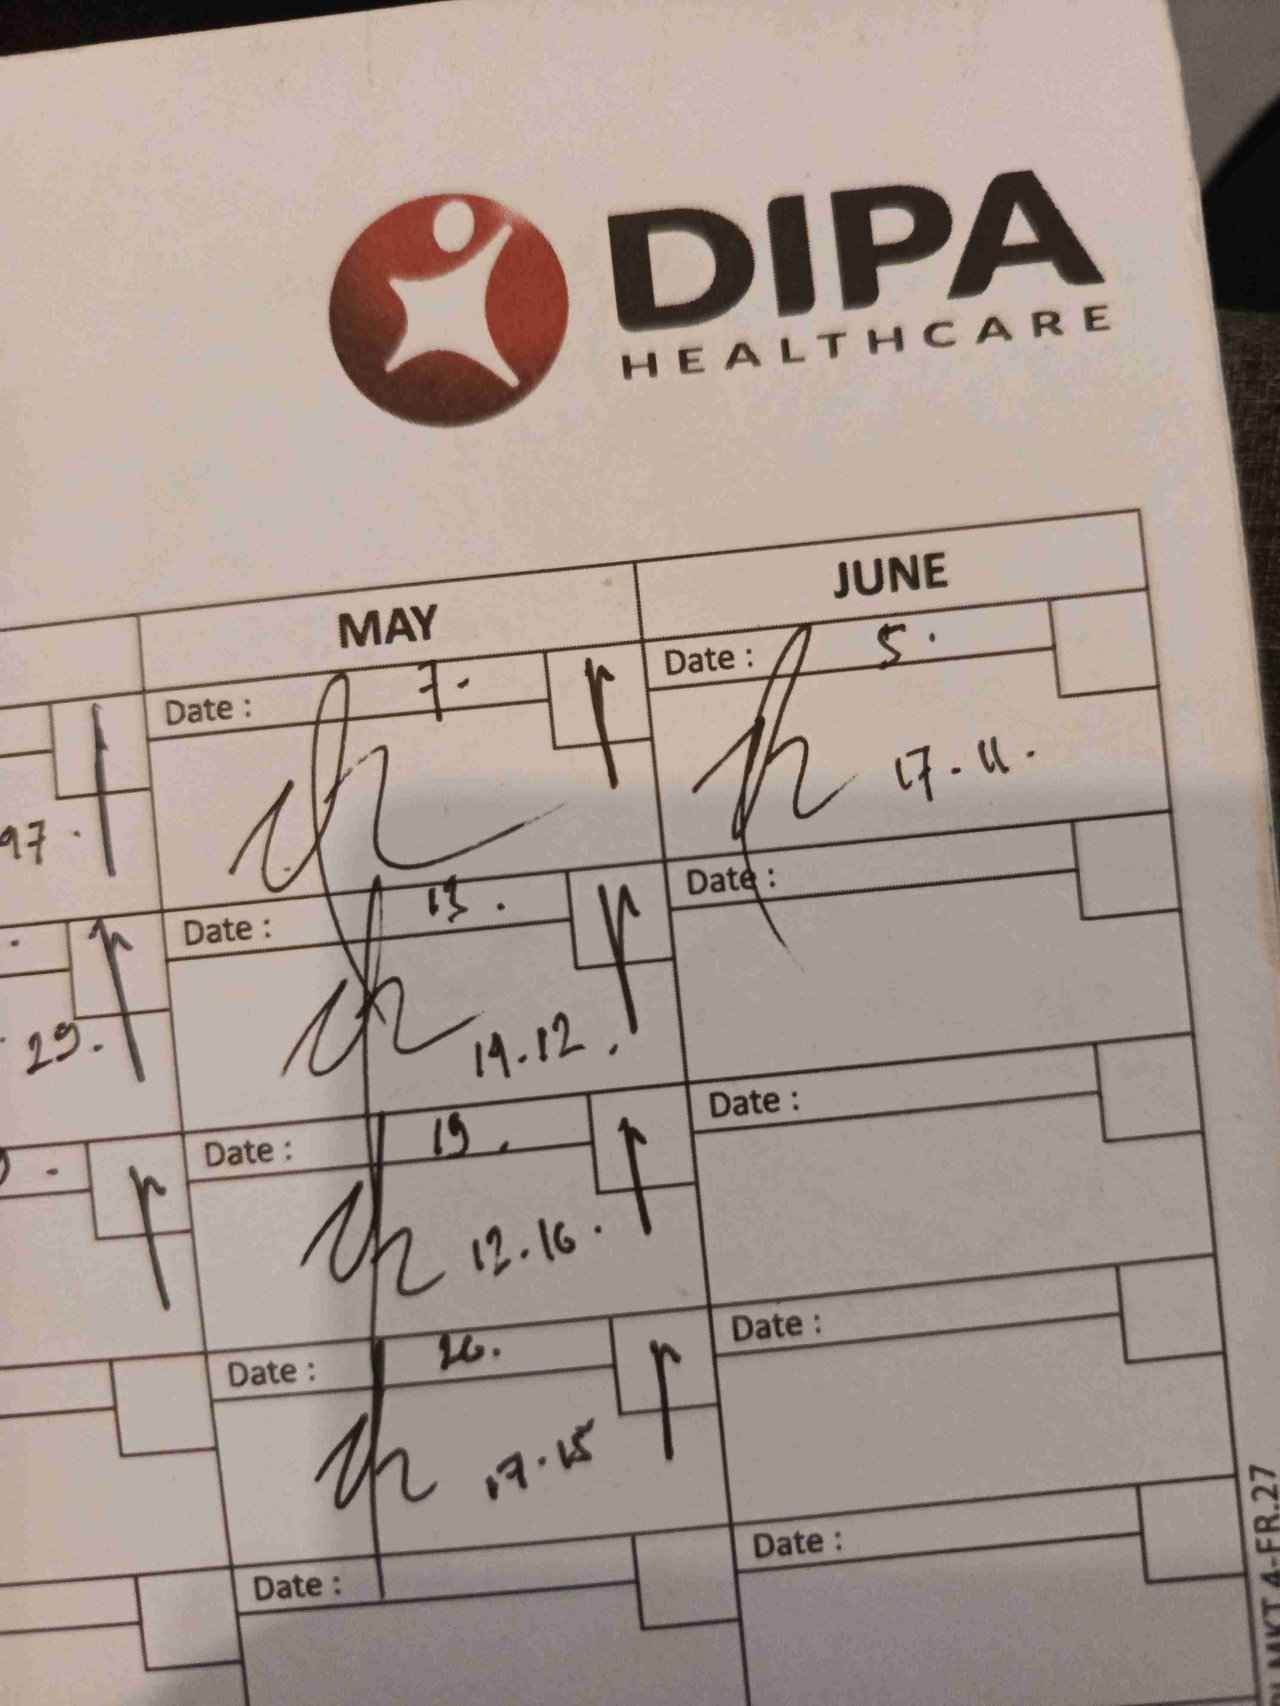 DIPA
HEALTHCARE
MAY
JUNE
Date : 7.
Date : 5.
97.
17.11.
Date : 13.
Date :
29.
14.12.
Date : 19.
Date :
12.16.
Date : 26.
Date :
17.15
Date :
Date :
MKT.4-FR.27